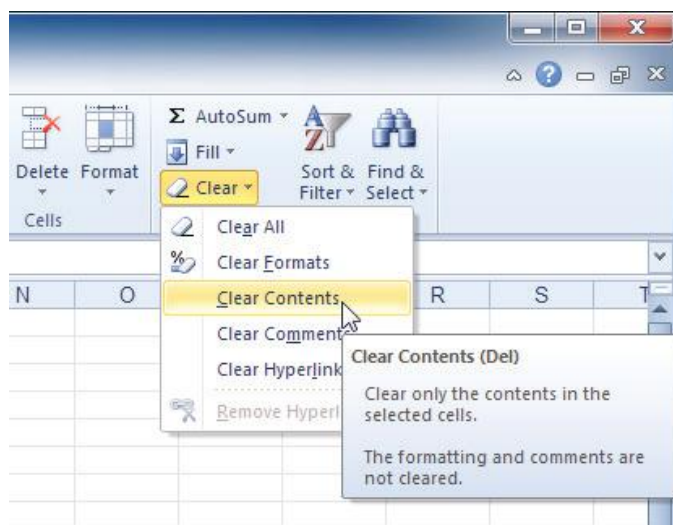 Σ AutoSum
Fill
Clear
Delete Format
Sort & Filter
Find & Select
Cells
Clear All
Clear Formats
Clear Contents
Clear Comment
Clear Hyperlink
Remove Hyperl
N O R S T
Clear Contents (Del)
Clear only the contents in the
selected cells.
The formatting and comments are
not cleared.